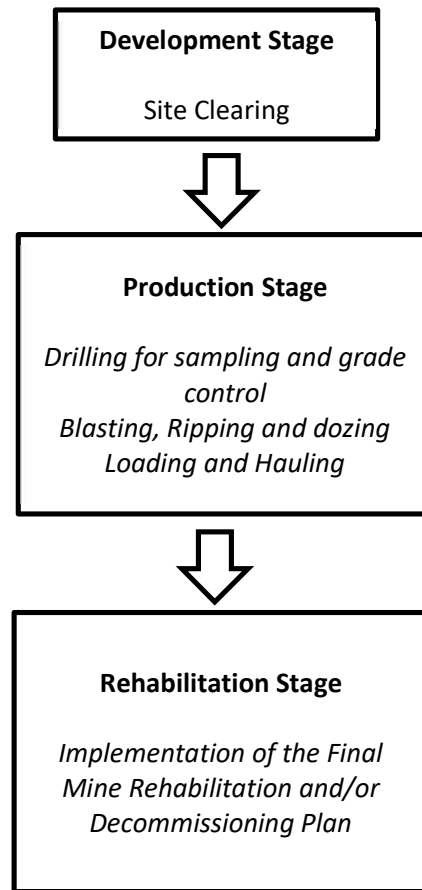 Development Stage
Site Clearing
Production Stage
Drilling for sampling and grade
control
Blasting, Ripping and dozing
Loading and Hauling
Rehabilitation Stage
Implementation of the Final
Mine Rehabilitation and/or
Decommissioning Plan